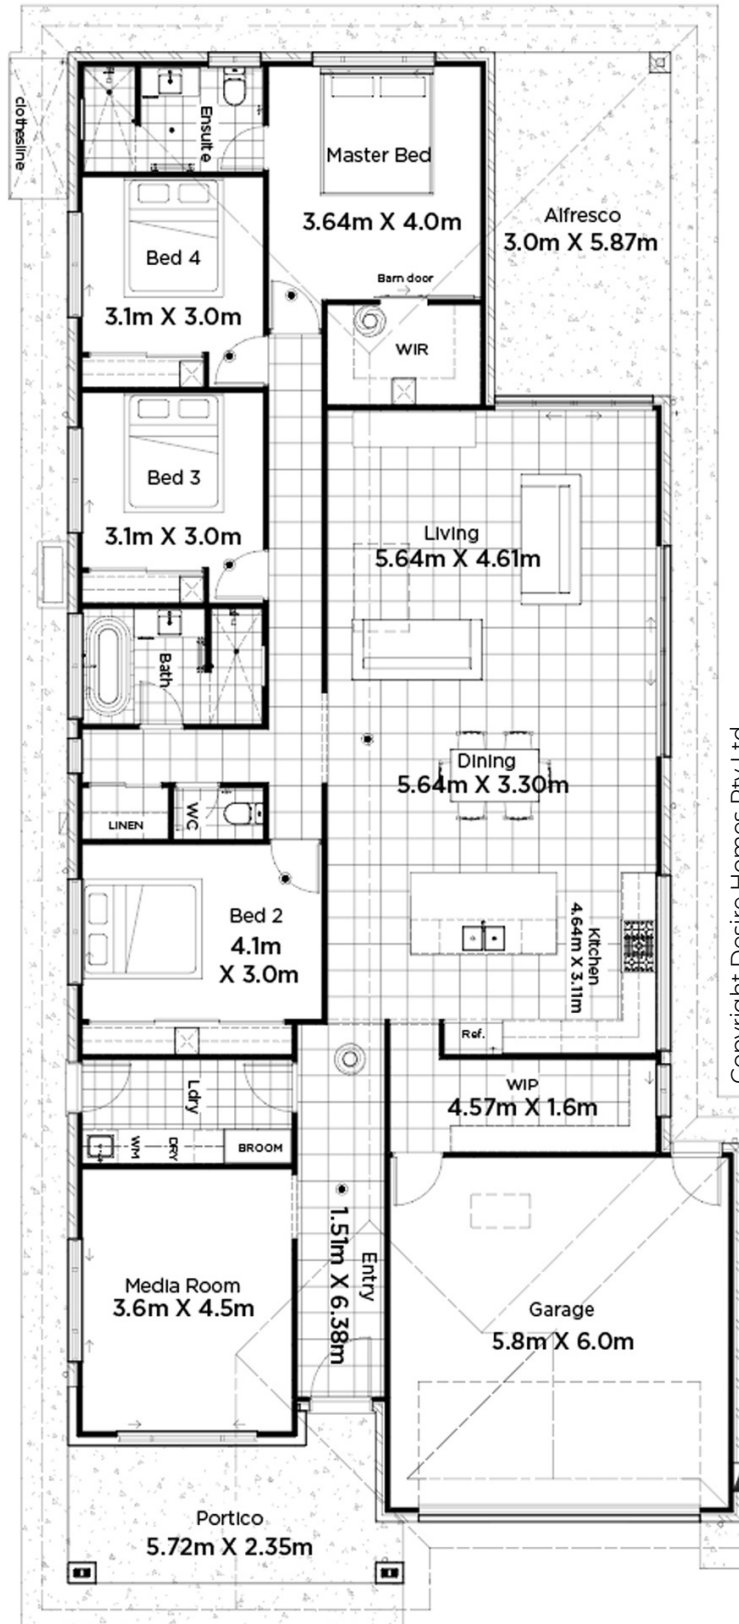 clothesline
Ensuite
Master Bed
3.64m X 4.0m
Alfresco
3.0m X 5.87m
Bed 4
3.1m X 3.0m
Barn door
WIR
Bed 3
3.1m X 3.0m
Living
5.64m X 4.61m
Bath
Dining
5.64m X 3.30m
LINEN
WC
Bed 2
4.1m
X 3.0m
Kitchen
4.64m X 3.11m
Ref.
Copyright Desire Homes Pty Ltd
WIP
4.57m X 1.6m
Ldry
WM
DRY
BROOM
Entry
1.51m X 6.38m
Media Room
3.6m X 4.5m
Garage
5.8m X 6.0m
Portico
5.72m X 2.35m